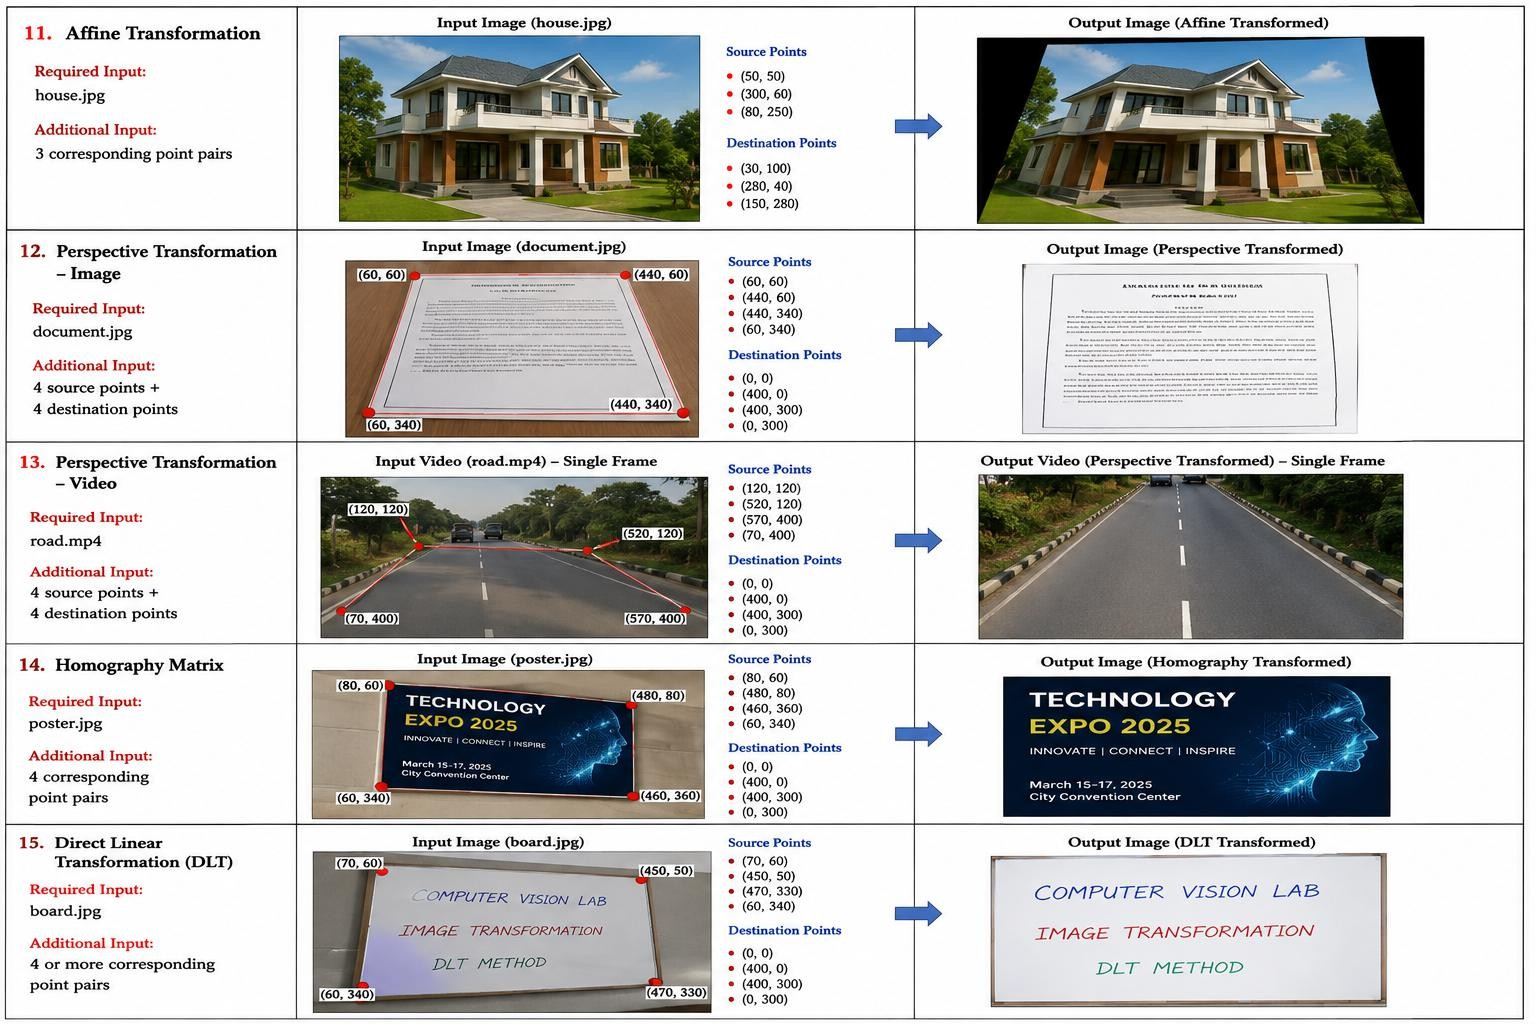 11. Affine Transformation
Required Input:
house.jpg
Additional Input:
3 corresponding point pairs
Input Image (house.jpg)
Source Points
• (50, 50)
• (300, 60)
• (80, 250)
Destination Points
• (30, 100)
• (280, 40)
• (150, 280)
Output Image (Affine Transformed)
12. Perspective Transformation
– Image
Required Input:
document.jpg
Additional Input:
4 source points +
4 destination points
Input Image (document.jpg)
(60, 60)
(440, 60)
(440, 340)
(60, 340)
Source Points
• (60, 60)
• (440, 60)
• (440, 340)
• (60, 340)
Destination Points
• (0, 0)
• (400, 0)
• (400, 300)
• (0, 300)
Output Image (Perspective Transformed)
13. Perspective Transformation
– Video
Required Input:
road.mp4
Additional Input:
4 source points +
4 destination points
Input Video (road.mp4) – Single Frame
(120, 120)
(520, 120)
(70, 400)
(570, 400)
Source Points
• (120, 120)
• (520, 120)
• (570, 400)
• (70, 400)
Destination Points
• (0, 0)
• (400, 0)
• (400, 300)
• (0, 300)
Output Video (Perspective Transformed) – Single Frame
14. Homography Matrix
Required Input:
poster.jpg
Additional Input:
4 corresponding
point pairs
Input Image (poster.jpg)
(80, 60)
(480, 80)
TECHNOLOGY
EXPO 2025
INNOVATE | CONNECT | INSPIRE
March 15-17, 2025
City Convention Center
(60, 340)
(460, 360)
Source Points
• (80, 60)
• (480, 80)
• (460, 360)
• (60, 340)
Destination Points
• (0, 0)
• (400, 0)
• (400, 300)
• (0, 300)
Output Image (Homography Transformed)
TECHNOLOGY
EXPO 2025
INNOVATE | CONNECT | INSPIRE
March 15-17, 2025
City Convention Center
15. Direct Linear
Transformation (DLT)
Required Input:
board.jpg
Additional Input:
4 or more corresponding
point pairs
Input Image (board.jpg)
(70, 60)
(450, 50)
COMPUTER VISION LAB
IMAGE TRANSFORMATION
DLT METHOD
(60, 340)
(470, 330)
Source Points
• (70, 60)
• (450, 50)
• (470, 330)
• (60, 340)
Destination Points
• (0, 0)
• (400, 0)
• (400, 300)
• (0, 300)
Output Image (DLT Transformed)
COMPUTER VISION LAB
IMAGE TRANSFORMATION
DLT METHOD